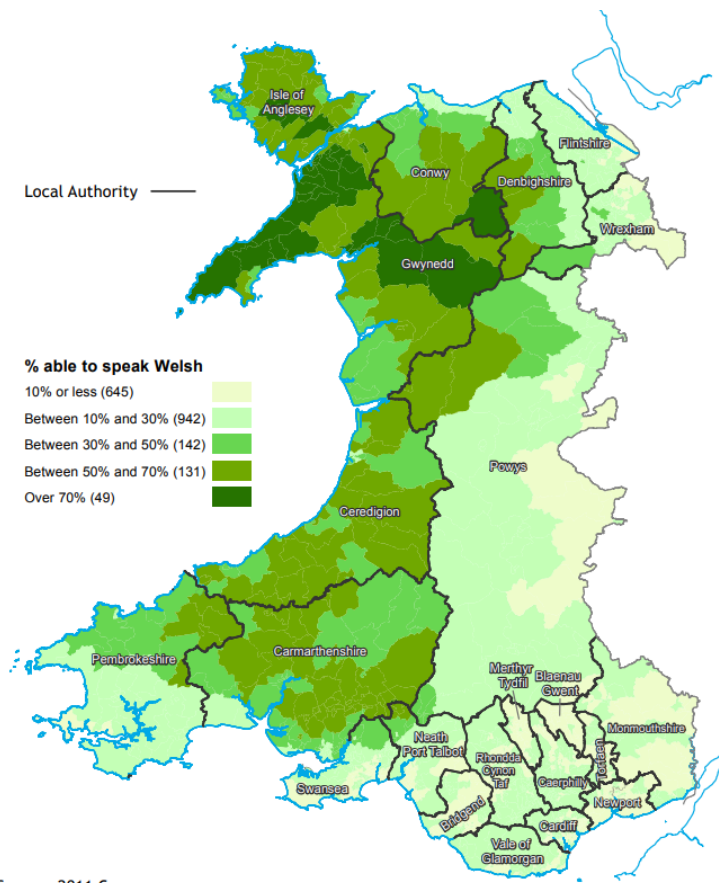 Isle of
Anglesey
Flintshire
Conwy
Denbighshire
Local Authority
Wrexham
Gwynedd
% able to speak Welsh
10% or less (645)
Between 10% and 30% (942)
Between 30% and 50% (142)
Between 50% and 70% (131)
Over 70% (49)
Powys
Ceredigion
Pembrokeshire
Carmarthenshire
Merthyr
Tydfil
Blaenau
Gwent
Monmouthshire
Neath
Port Talbot
Rhondda
Cynon
Taf
Caerphilly
Torfaen
Swansea
Bridgend
Newport
Cardiff
Vale of
Glamorgan